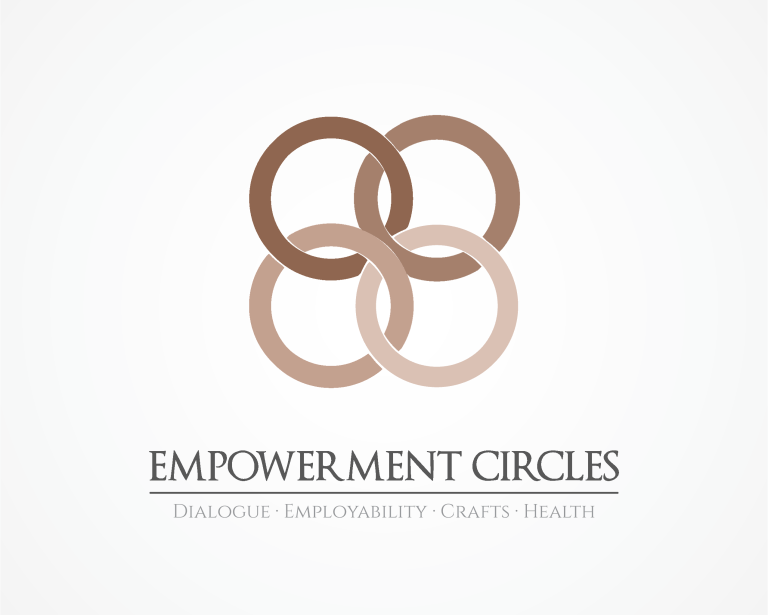 EMPOWERMENT CIRCLES
DIALOGUE · EMPLOYABILITY · CRAFTS · HEALTH